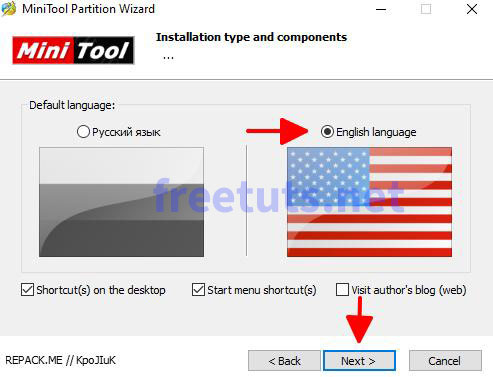 MiniTool Partition Wizard
Mini Tool
Installation type and components
...
Default language:
Русский язык
English language
freetuts.net
Shortcut(s) on the desktop
Start menu shortcut(s)
Visit author's blog (web)
REPACK.ME // KpoJIuK
< Back
Next >
Cancel